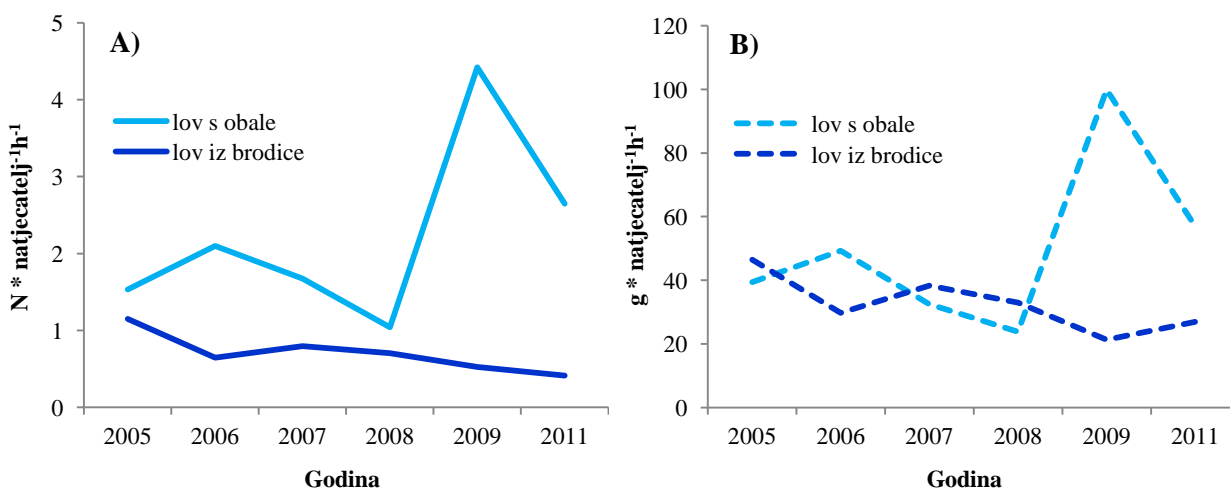 A)
5
4
3
2
1
0
N * natjecatelj⁻¹h⁻¹
lov s obale
lov iz brodice
2005 2006 2007 2008 2009 2011
Godina
B)
120
100
80
60
40
20
0
g * natjecatelj⁻¹h⁻¹
lov s obale
lov iz brodice
2005 2006 2007 2008 2009 2011
Godina